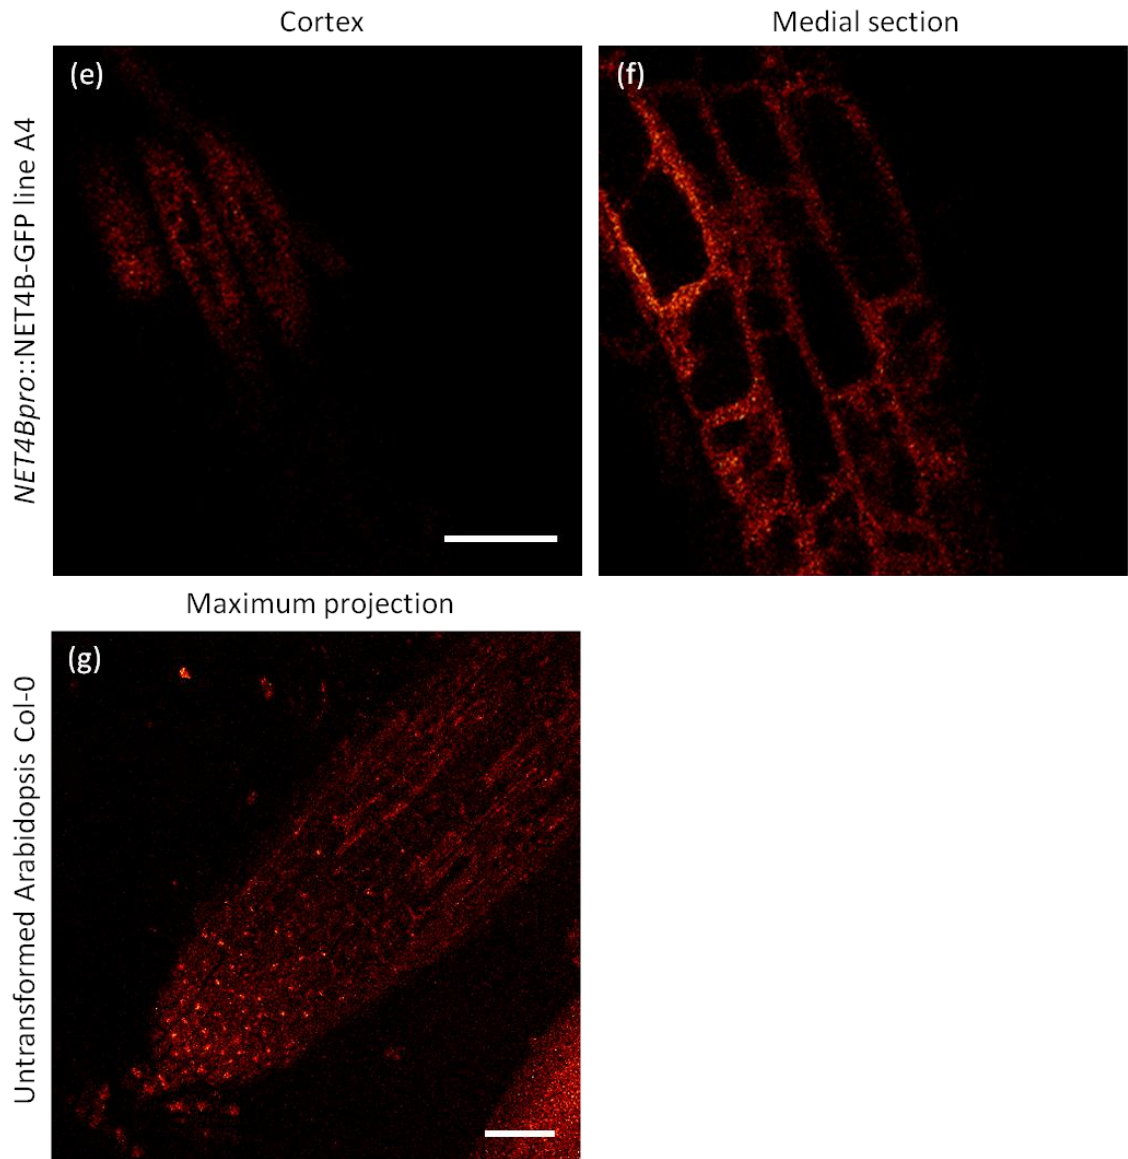 Cortex
Medial section
NET4Bpro::NET4B-GFP line A4
(e)
(f)
Maximum projection
Untransformed Arabidopsis Col-0
(g)